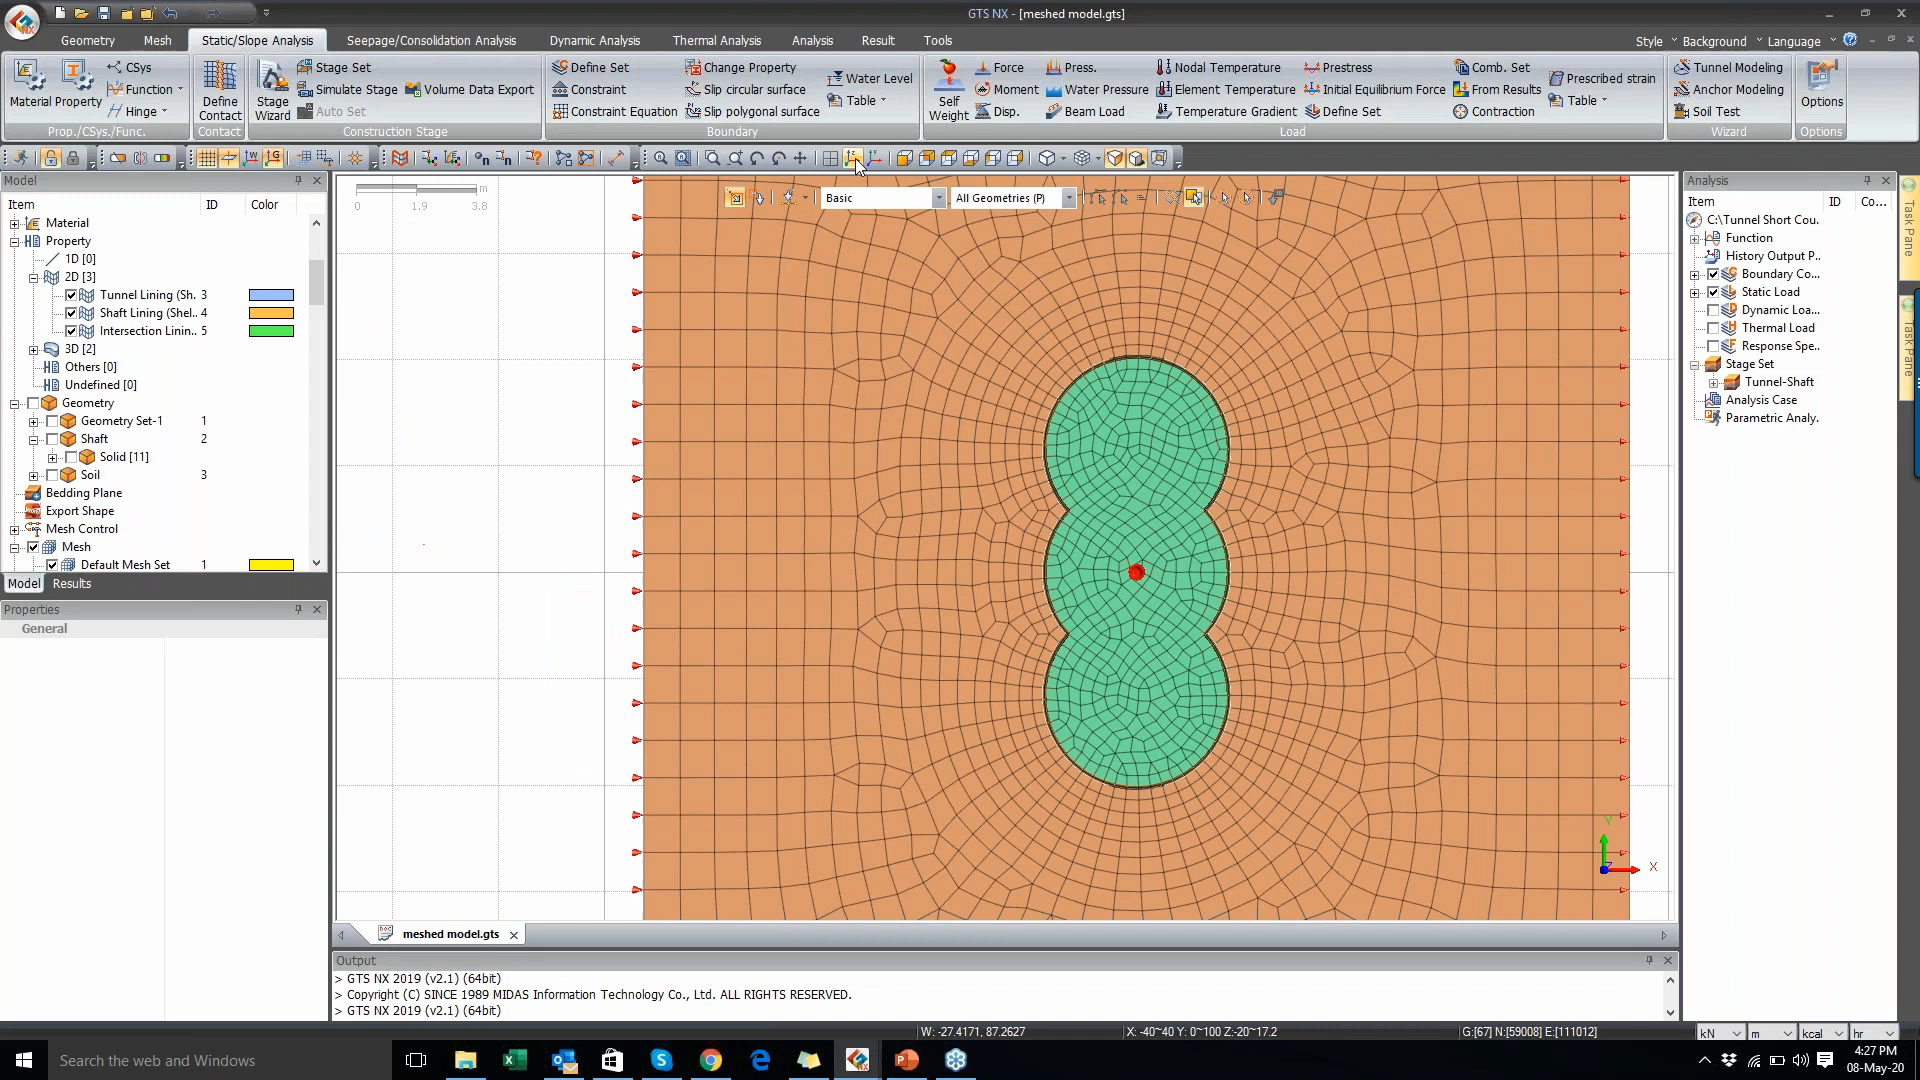 GTS NX - [meshed model.gts]
Geometry Mesh Static/Slope Analysis Seepage/Consolidation Analysis Dynamic Analysis Thermal Analysis Analysis Result Tools Style Background Language
CSys Stage Set Define Set Change Property Force Press. Nodal Temperature Prestress Comb. Set Tunnel Modeling
Water Level Prescribed strain
Function Simulate Stage Volume Data Export Constraint Slip circular surface Moment Water Pressure Element Temperature Initial Equilibrium Force From Results Anchor Modeling
Material Property Define Contact Stage Wizard Table Self Weight Table Options
Hinge Auto Set Constraint Equation Slip polygonal surface Disp. Beam Load Temperature Gradient Define Set Contraction Soil Test
Prop./CSys./Func. Contact Construction Stage Boundary Load Wizard Options
Model
Item ID Color
Material
Property
1D [0]
2D [3]
Tunnel Lining (Sh. 3
Shaft Lining (Shel.. 4
Intersection Linin.. 5
3D [2]
Others [0]
Undefined [0]
Geometry
Geometry Set-1 1
Shaft 2
Solid [11]
Soil 3
Bedding Plane
Export Shape
Mesh Control
Mesh
Default Mesh Set 1
Model Results
Properties
General
m
0 1.9 3.8
Basic All Geometries (P)
Y
Z
X
meshed model.gts
Output
> GTS NX 2019 (v2.1) (64bit)
> Copyright (C) SINCE 1989 MIDAS Information Technology Co., Ltd. ALL RIGHTS RESERVED.
> GTS NX 2019 (v2.1) (64bit)
Analysis
Item ID Co...
C:\Tunnel Short Cou.
Function
History Output P..
Boundary Co...
Static Load
Dynamic Loa...
Thermal Load
Response Spe..
Stage Set
Tunnel-Shaft
Analysis Case
Parametric Analy.
Task Pane
Task Pane
W: -27.4171, 87.2627 X: -40~40 Y: 0~100 Z:-20~17.2 G:[67] N:[59008] E:[111012] kN m kcal hr
Search the web and Windows
4:27 PM
08-May-20